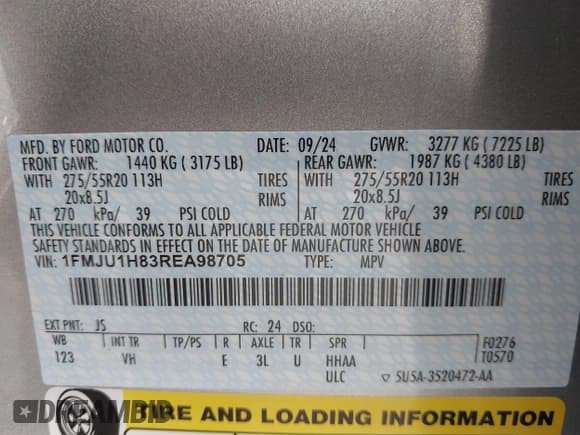 MFD. BY FORD MOTOR CO. DATE: 09/24 GVWR: 3277 KG ( 7225 LB)
FRONT GAWR: 1440 KG ( 3175 LB) REAR GAWR: 1987 KG ( 4380 LB)
WITH 275/55R20 113H TIRES WITH 275/55R20 113H TIRES
20x8.5J RIMS 20x8.5J RIMS
AT 270 kPa/ 39 PSI COLD AT 270 kPa/ 39 PSI COLD
THIS VEHICLE CONFORMS TO ALL APPLICABLE FEDERAL MOTOR VEHICLE
SAFETY STANDARDS IN EFFECT ON THE DATE OF MANUFACTURE SHOWN ABOVE.
VIN: 1FMJU1H83REA98705 TYPE: MPV
EXT PNT: JS RC: 24 DSO:
WB INT TR TP/PS R AXLE TR SPR F0276
123 VH E 3L U HHAA T0570
ULC ▽ 5U5A-3520472-AA
TIRE AND LOADING INFORMATION
DREAMBID